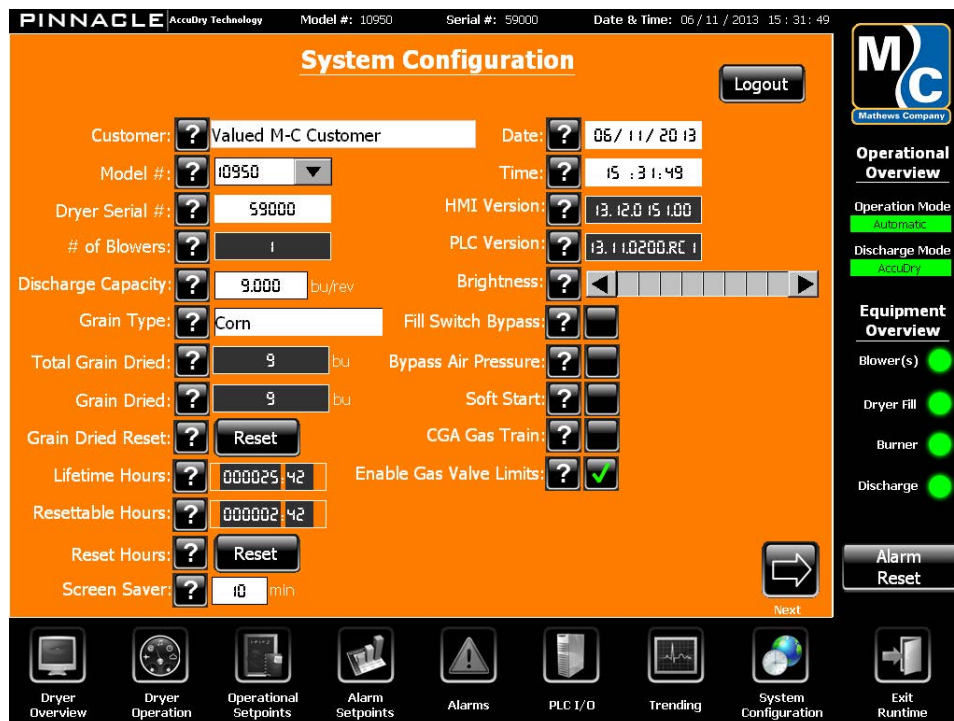 PINNACLE AccuDry Technology Model #: 10950 Serial #: 59000 Date & Time: 06 / 11 / 2013 15 : 31 : 49
System Configuration
Logout
Customer: ? Valued M-C Customer
Model #: ? 10950
Dryer Serial #: ? 59000
# of Blowers: ? 1
Discharge Capacity: ? 9.000 bu/rev
Grain Type: ? Corn
Total Grain Dried: ? 9 bu
Grain Dried: ? 9 bu
Grain Dried Reset: ? Reset
Lifetime Hours: ? 000025:42
Resettable Hours: ? 000002:42
Reset Hours: ? Reset
Screen Saver: ? 10 min
Date: ? 06/ 11/ 2013
Time: ? 15 :31:49
HMI Version: ? 13.12.0151.00
PLC Version: ? 13.11.0200.RC1
Brightness: ?
Fill Switch Bypass: ?
Bypass Air Pressure: ?
Soft Start: ?
CGA Gas Train: ?
Enable Gas Valve Limits: ?
Next
MC
Mathews Company
Operational
Overview
Operation Mode
Automatic
Discharge Mode
AccuDry
Equipment
Overview
Blower(s)
Dryer Fill
Burner
Discharge
Alarm
Reset
Dryer
Overview
Dryer
Operation
Operational
Setpoints
Alarm
Setpoints
Alarms
PLC I/O
Trending
System
Configuration
Exit
Runtime